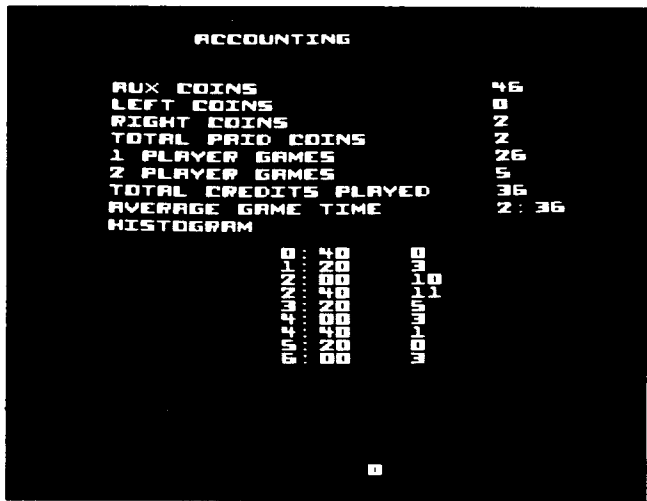 ACCOUNTING
AUX COINS 46
LEFT COINS 0
RIGHT COINS 2
TOTAL PAID COINS 2
1 PLAYER GAMES 26
2 PLAYER GAMES 5
TOTAL CREDITS PLAYED 36
AVERAGE GAME TIME 2:36
HISTOGRAM
0:40 0
1:20 3
2:00 10
2:40 11
3:20 5
4:00 3
4:40 1
5:20 0
6:00 3
0